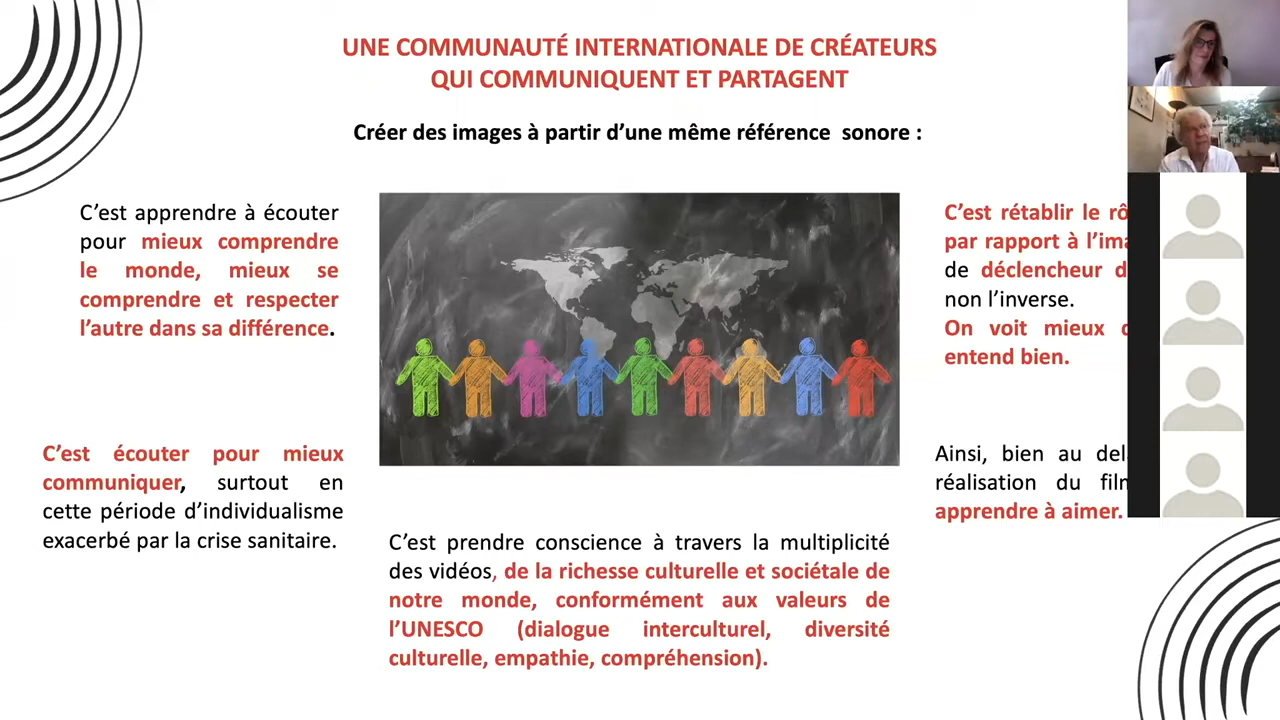 UNE COMMUNAUTÉ INTERNATIONALE DE CRÉATEURS
QUI COMMUNIQUENT ET PARTAGENT
Créer des images à partir d’une même référence sonore :
C’est apprendre à écouter
pour mieux comprendre
le monde, mieux se
comprendre et respecter
l’autre dans sa différence.
C’est rétablir le
par rapport à
de déclencheur
non l’inverse.
On voit mieux
entend bien.
C’est écouter pour mieux
communiquer, surtout en
cette période d’individualisme
exacerbé par la crise sanitaire.
Ainsi, bien au
réalisation du
apprendre à aimer.
C’est prendre conscience à travers la multiplicité
des vidéos, de la richesse culturelle et sociétale de
notre monde, conformément aux valeurs de
l’UNESCO (dialogue interculturel, diversité
culturelle, empathie, compréhension).